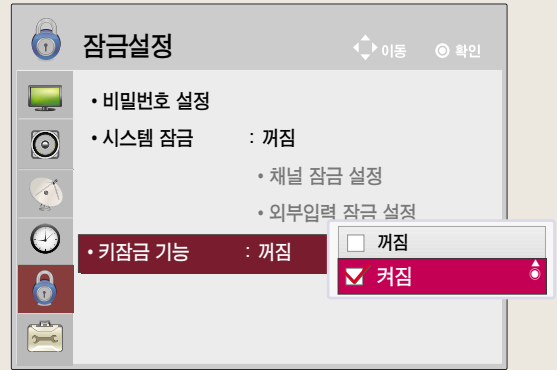 잠금설정 이동 확인
• 비밀번호 설정
• 시스템 잠금 : 꺼짐
• 채널 잠금 설정
• 외부입력 잠금 설정
• 키잠금 기능 : 꺼짐
꺼짐
켜짐